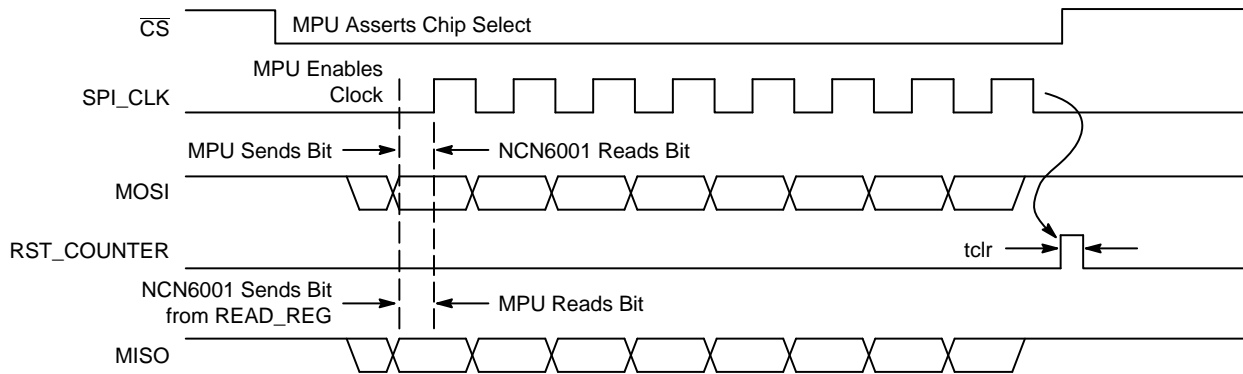 CS
MPU Asserts Chip Select
MPU Enables
Clock
SPI_CLK
MPU Sends Bit
NCN6001 Reads Bit
MOSI
RST_COUNTER
tclr
NCN6001 Sends Bit
from READ_REG
MPU Reads Bit
MISO